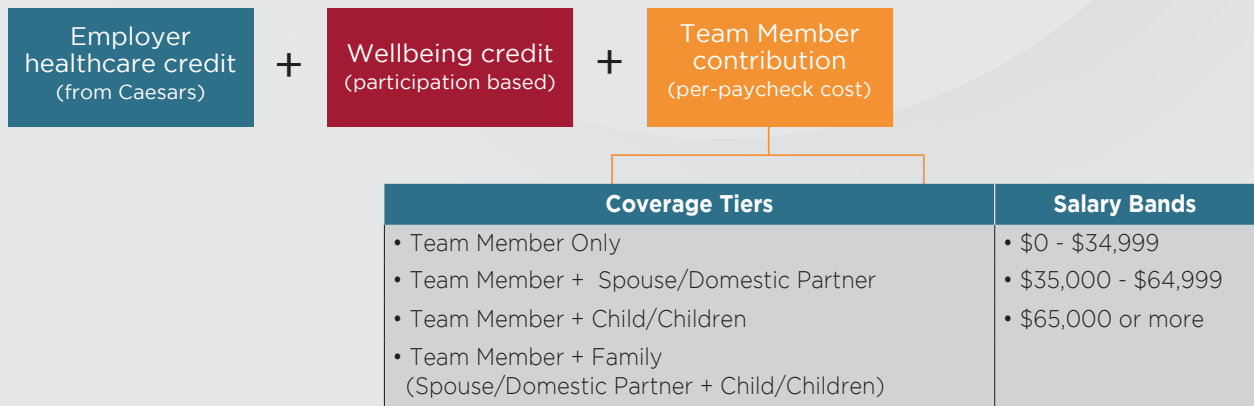 Employer
healthcare credit
(from Caesars)
+
Wellbeing credit
(participation based)
+
Team Member
contribution
(per-paycheck cost)
Coverage Tiers
Salary Bands
• Team Member Only
• $0 - $34,999
• Team Member + Spouse/Domestic Partner
• $35,000 - $64,999
• Team Member + Child/Children
• $65,000 or more
• Team Member + Family
(Spouse/Domestic Partner + Child/Children)